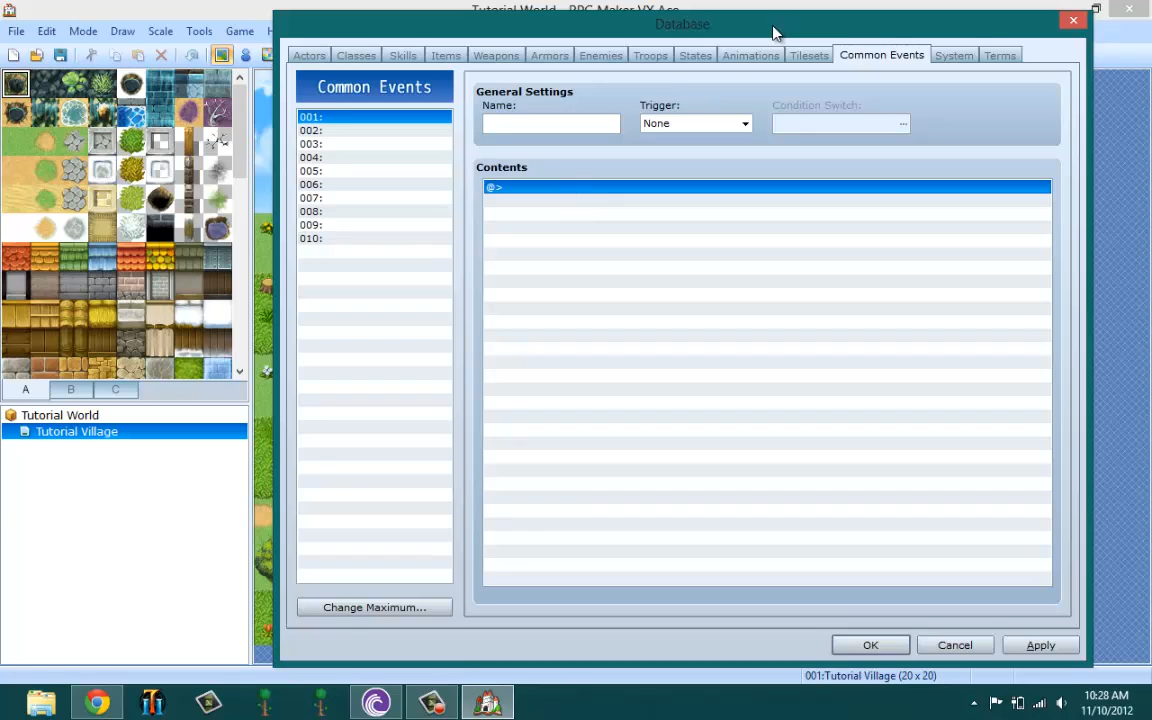 Tutorial World - RPG Maker VX Ace
Database
File Edit Mode Draw Scale Tools Game
Actors Classes Skills Items Weapons Armors Enemies Troops States Animations Tilesets Common Events System Terms
Common Events
001:
002:
003:
004:
005:
006:
007:
008:
009:
010:
Change Maximum...
General Settings
Name:
Trigger:
None
Condition Switch:
...
Contents
@>
A B C
Tutorial World
Tutorial Village
OK Cancel Apply
001:Tutorial Village (20 x 20)
10:28 AM
11/10/2012